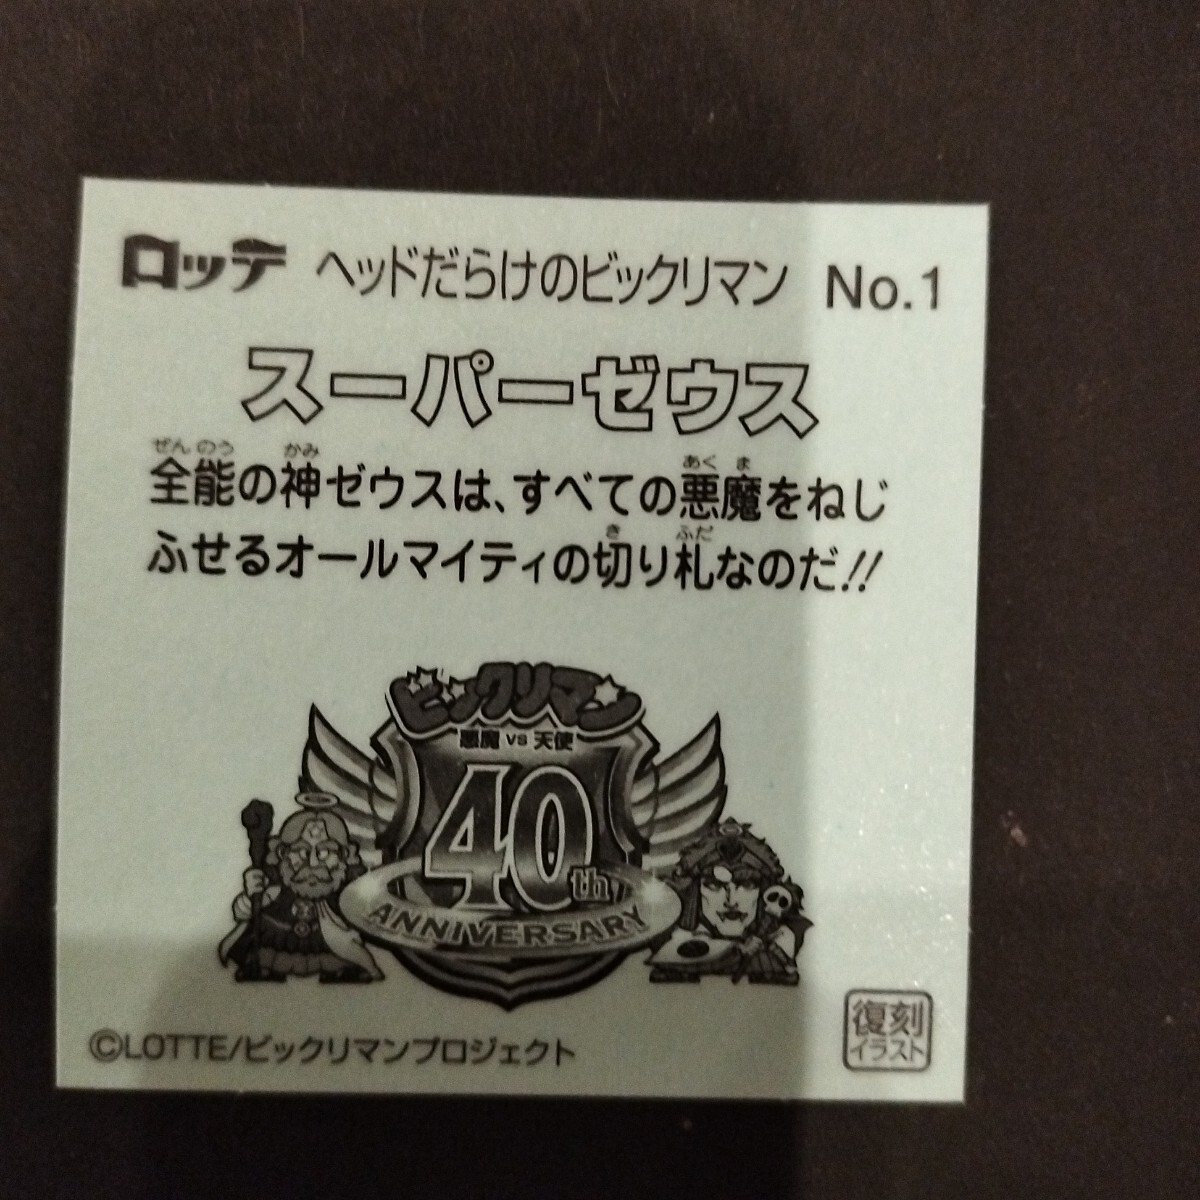 ロッテ ヘッドだらけのビックリマン No.1
スーパーゼウス
ぜんのう かみ あくま
全能の神ゼウスは、すべての悪魔をねじ
き ふだ
ふせるオールマイティの切り札なのだ!!
ビックリマン
悪魔 VS 天使
40th
ANNIVERSARY
©LOTTE/ビックリマンプロジェクト
復刻
イラスト